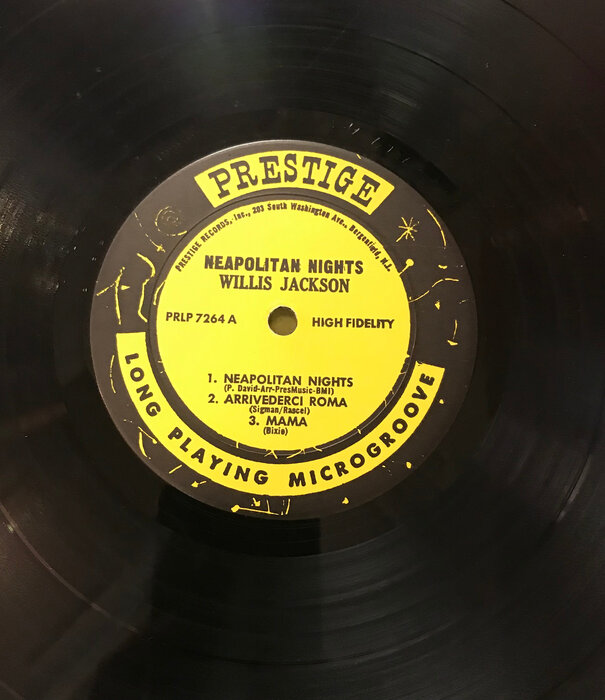 PRESTIGE
PRESTIGE RECORDS, Inc., 203 South Washington Ave., Bergenfield, N.J.
NEAPOLITAN NIGHTS
WILLIS JACKSON
PRLP 7264 A HIGH FIDELITY
1. NEAPOLITAN NIGHTS
(P. David-Arr-PresMusic-BMI)
2. ARRIVEDERCI ROMA
(Sigman/Rascel)
3. MAMA
(Bixio)
LONG PLAYING MICROGROOVE